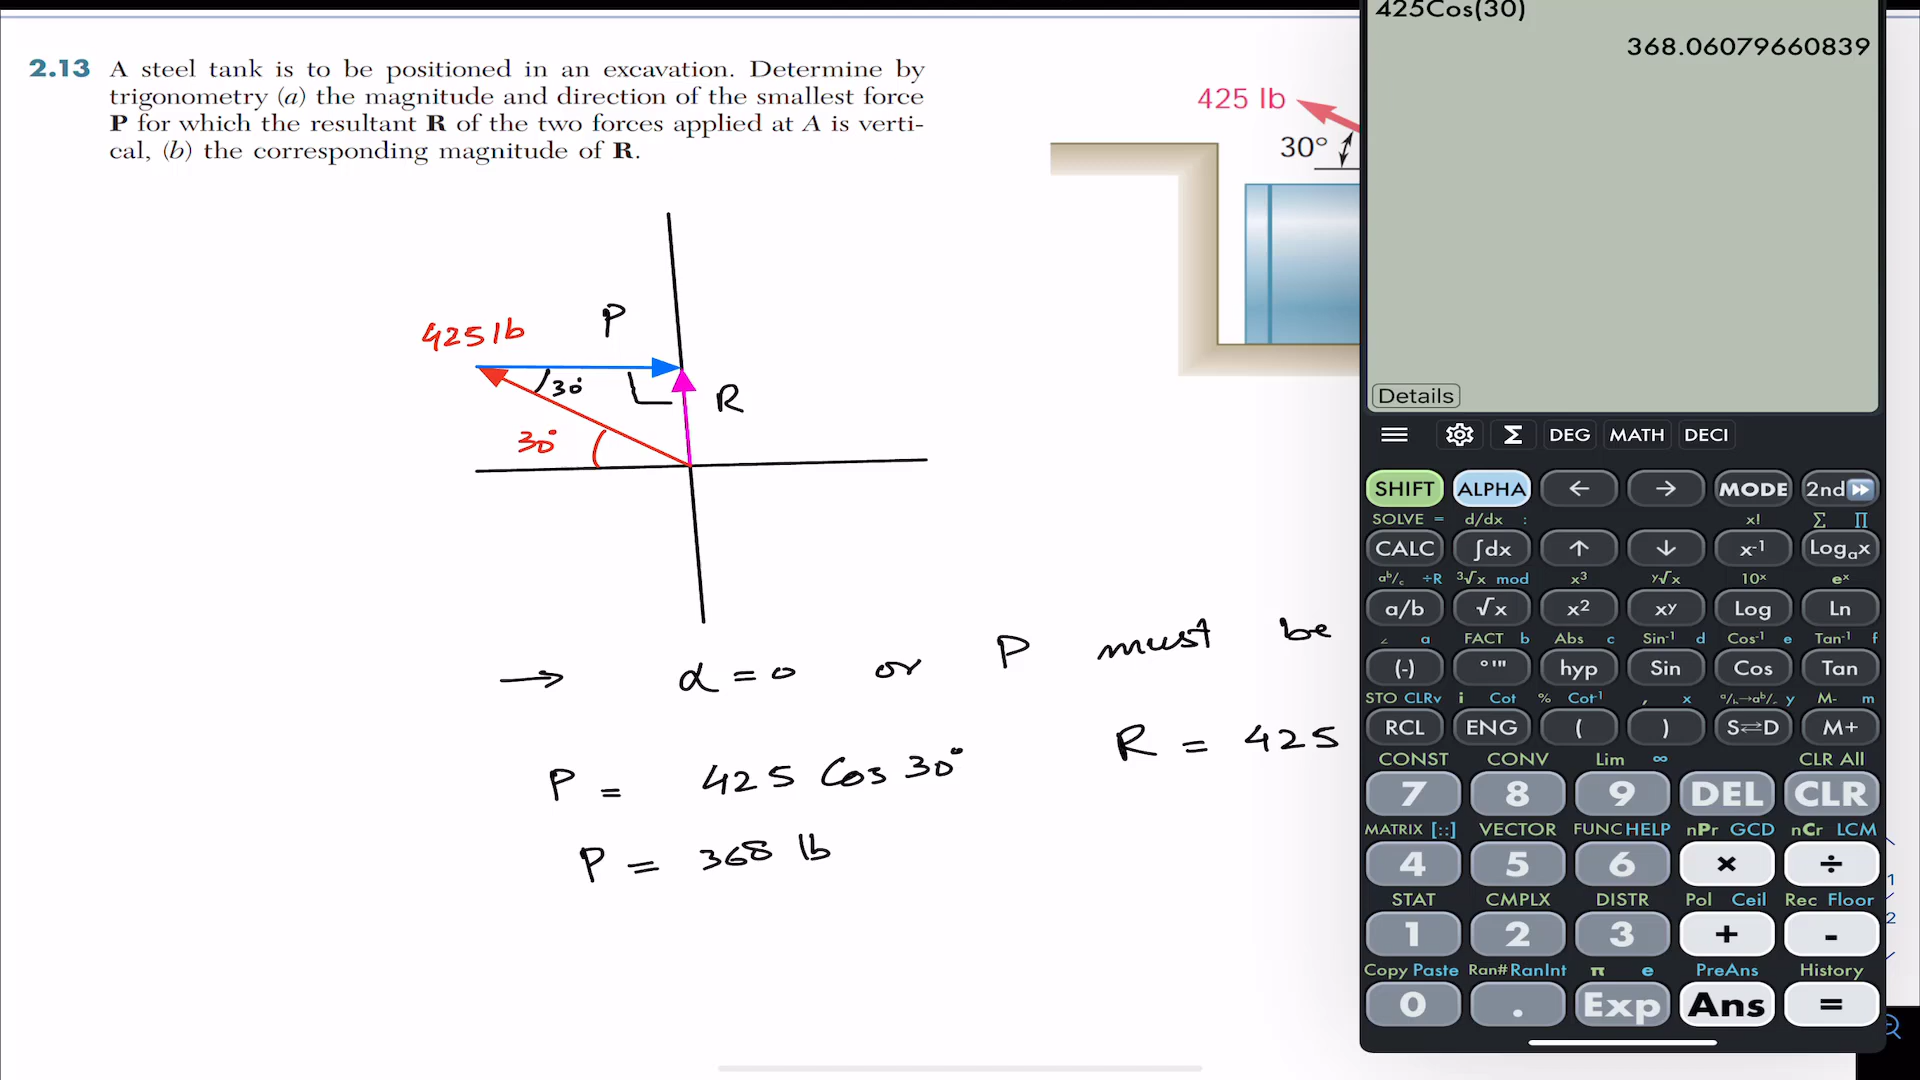 2.13 A steel tank is to be positioned in an excavation. Determine by
trigonometry (a) the magnitude and direction of the smallest force
P for which the resultant R of the two forces applied at A is verti-
cal, (b) the corresponding magnitude of R.
425 lb
30°
425 lb
P
30°
R
30°
→ α = 0 or P must be
P = 425 Cos 30°
R = 425
P = 368 lb
425Cos(30)
368.06079660839
Details
DEG MATH DECI
SHIFT ALPHA ← → MODE 2nd
SOLVE = d/dx : x! Σ Π
CALC ∫dx ↑ ↓ x-1 Logax
ab/c ÷R 3√x mod x3 y√x 10x ex
a/b √x x2 xy Log Ln
∠ a FACT b Abs c Sin-1 d Cos-1 e Tan-1 f
(-) °'" hyp Sin Cos Tan
STO CLRv i Cot % Cot-1 , x a/b→ab/c y M- m
RCL ENG ( ) S⇄D M+
CONST CONV Lim ∞ CLR All
7 8 9 DEL CLR
MATRIX [::] VECTOR FUNC HELP nPr GCD nCr LCM
4 5 6 × ÷
STAT CMPLX DISTR Pol Ceil Rec Floor
1 2 3 + -
Copy Paste Ran# RanInt π e PreAns History
0 . Exp Ans =
1
2